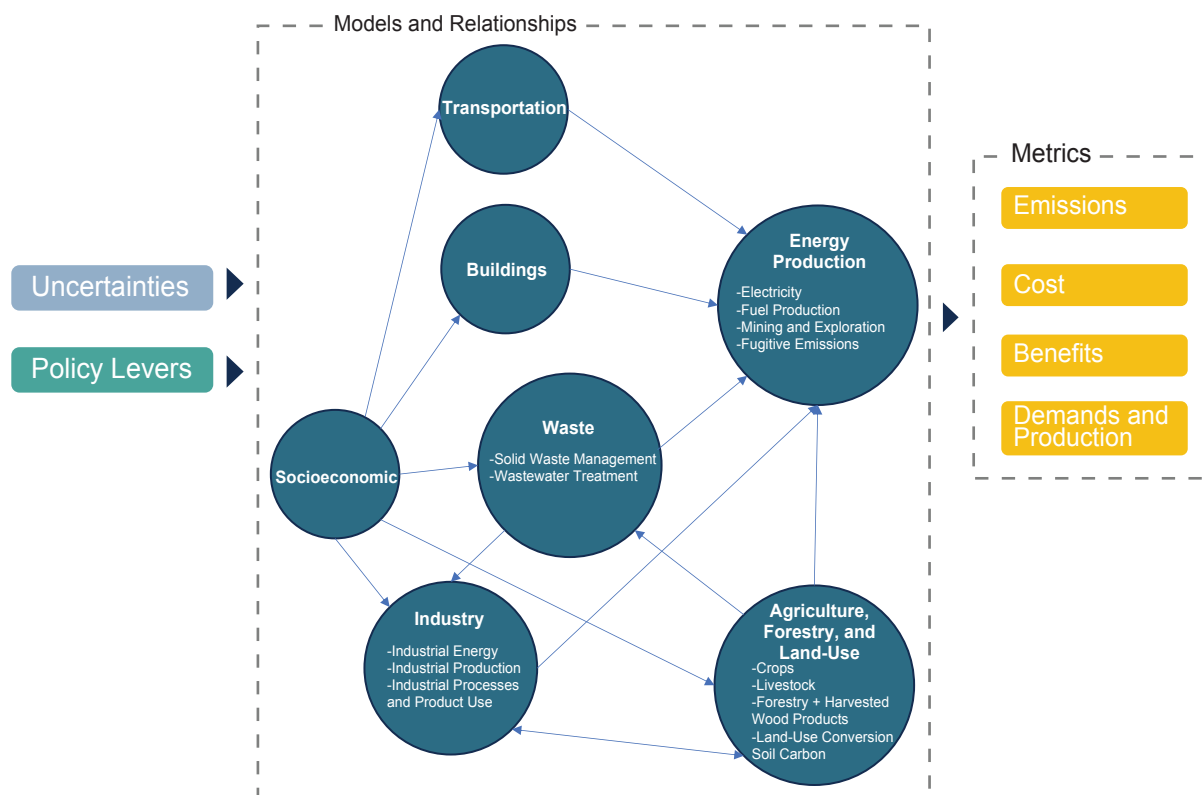 Models and Relationships
Transportation
Buildings
Energy
Production
-Electricity
-Fuel Production
-Mining and Exploration
-Fugitive Emissions
Uncertainties
Policy Levers
Socioeconomic
Waste
-Solid Waste Management
-Wastewater Treatment
Industry
-Industrial Energy
-Industrial Production
-Industrial Processes
and Product Use
Agriculture,
Forestry, and
Land-Use
-Crops
-Livestock
-Forestry + Harvested
Wood Products
-Land-Use Conversion
Soil Carbon
Metrics
Emissions
Cost
Benefits
Demands and
Production